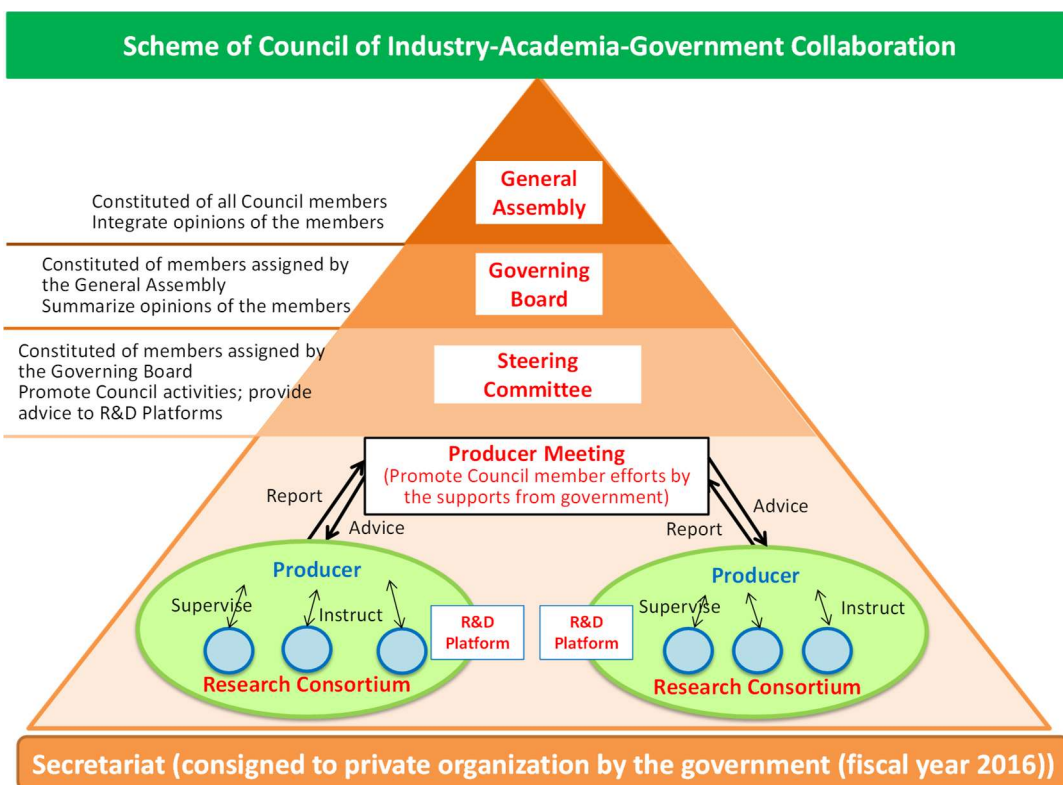 Scheme of Council of Industry-Academia-Government Collaboration
General
Assembly
Constituted of all Council members
Integrate opinions of the members
Governing
Board
Constituted of members assigned by
the General Assembly
Summarize opinions of the members
Steering
Committee
Constituted of members assigned by
the Governing Board
Promote Council activities; provide
advice to R&D Platforms
Producer Meeting
(Promote Council member efforts by
the supports from government)
Report
Advice
Advice
Report
Producer
Supervise
Instruct
Research Consortium
R&D
Platform
R&D
Platform
Producer
Supervise
Instruct
Research Consortium
Secretariat (consigned to private organization by the government (fiscal year 2016))